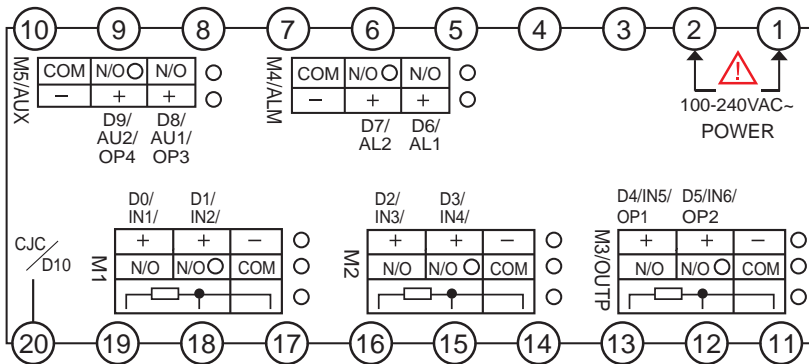 10 9 8 7 6 5 4 3 2 1
M5/AUX
COM N/O N/O
− + +
D9/ AU2/ OP4
D8/ AU1/ OP3
M4/ALM
COM N/O N/O
− + +
D7/ AL2
D6/ AL1
100-240VAC~
POWER
CJC/D10
M1
D0/ IN1/
D1/ IN2/
+ + −
N/O N/O COM
M2
D2/ IN3/
D3/ IN4/
+ + −
N/O N/O COM
M3/OUTP
D4/IN5/ OP1
D5/IN6/ OP2
+ + −
N/O N/O COM
20 19 18 17 16 15 14 13 12 11